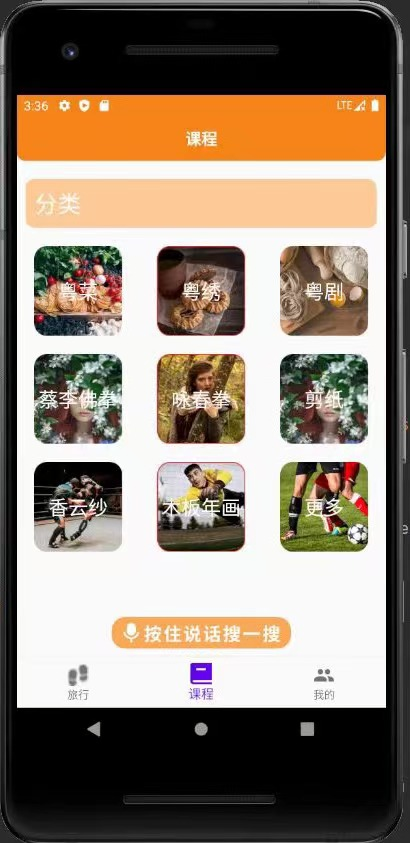 3:36
LTE
课程
分类
粤菜
粤绣
粤剧
蔡李佛拳
咏春拳
剪纸
香云纱
木板年画
更多
按住说话搜一搜
旅行
课程
我的